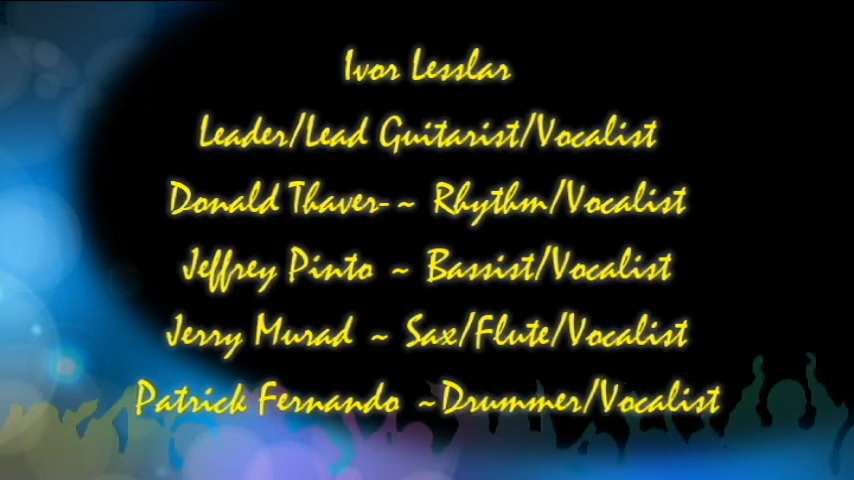 Ivor Lesslar
Leader/Lead Guitarist/Vocalist
Donald Thaver-~ Rhythm/Vocalist
Jeffrey Pinto ~ Bassist/Vocalist
Jerry Murad ~ Sax/Flute/Vocalist
Patrick Fernando ~Drummer/Vocalist